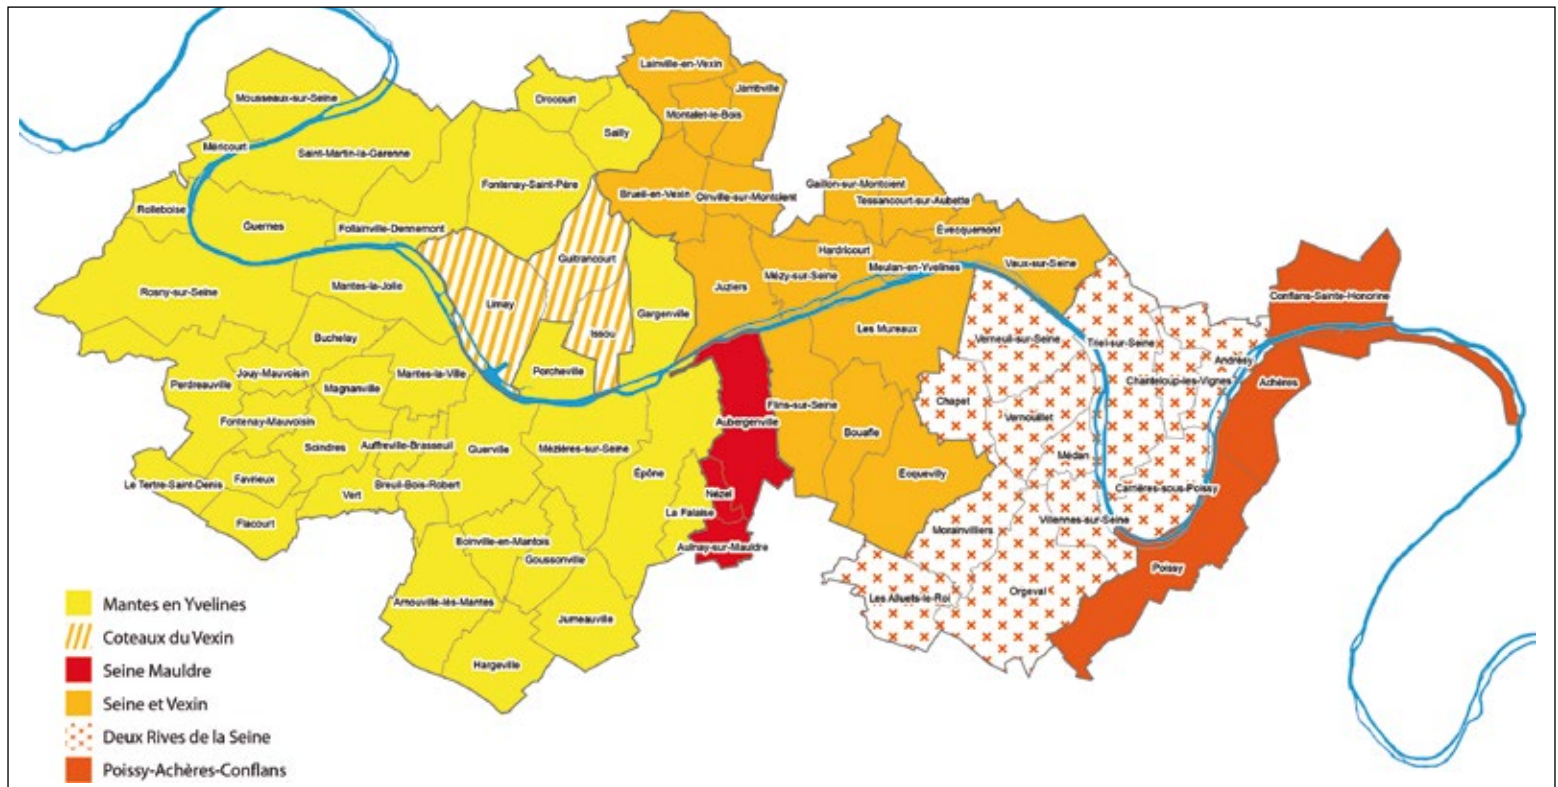 Lainville-en-Vexin
Jambville
Montalet-le-Bois
Drocourt
Sailly
Mousseaux-sur-Seine
Méricourt
Saint-Martin-la-Garenne
Fontenay-Saint-Père
Brueil-en-Vexin
Oinville-sur-Montcient
Gaillon-sur-Montcient
Tessancourt-sur-Aubette
Rolleboise
Guernes
Follainville-Dennemont
Évecquemont
Hardricourt
Guitrancourt
Vaux-sur-Seine
Meulan-en-Yvelines
Mézy-sur-Seine
Rosny-sur-Seine
Mantes-la-Jolie
Juziers
Limay
Conflans-Sainte-Honorine
Gargenville
Les Mureaux
Issou
Buchelay
Verneuil-sur-Seine
Triel-sur-Seine
Andrésy
Jouy-Mauvoisin
Mantes-la-Ville
Porcheville
Perdreauville
Magnanville
Chanteloup-les-Vignes
Achères
Chapet
Flins-sur-Seine
Vernouillet
Fontenay-Mauvoisin
Aubergenville
Bouafle
Soindres
Auffreville-Brasseuil
Guerville
Mézières-sur-Seine
Médan
Épône
Ecquevilly
Le Tertre-Saint-Denis
Favrieux
Breuil-Bois-Robert
Vert
Nézel
Carrières-sous-Poissy
La Falaise
Flacourt
Villennes-sur-Seine
Morainvilliers
Boinville-en-Mantois
Aulnay-sur-Mauldre
Goussonville
Poissy
Orgeval
Les Alluets-le-Roi
Arnouville-lès-Mantes
Jumeauville
Hargeville
Mantes en Yvelines
Coteaux du Vexin
Seine Mauldre
Seine et Vexin
Deux Rives de la Seine
Poissy-Achères-Conflans